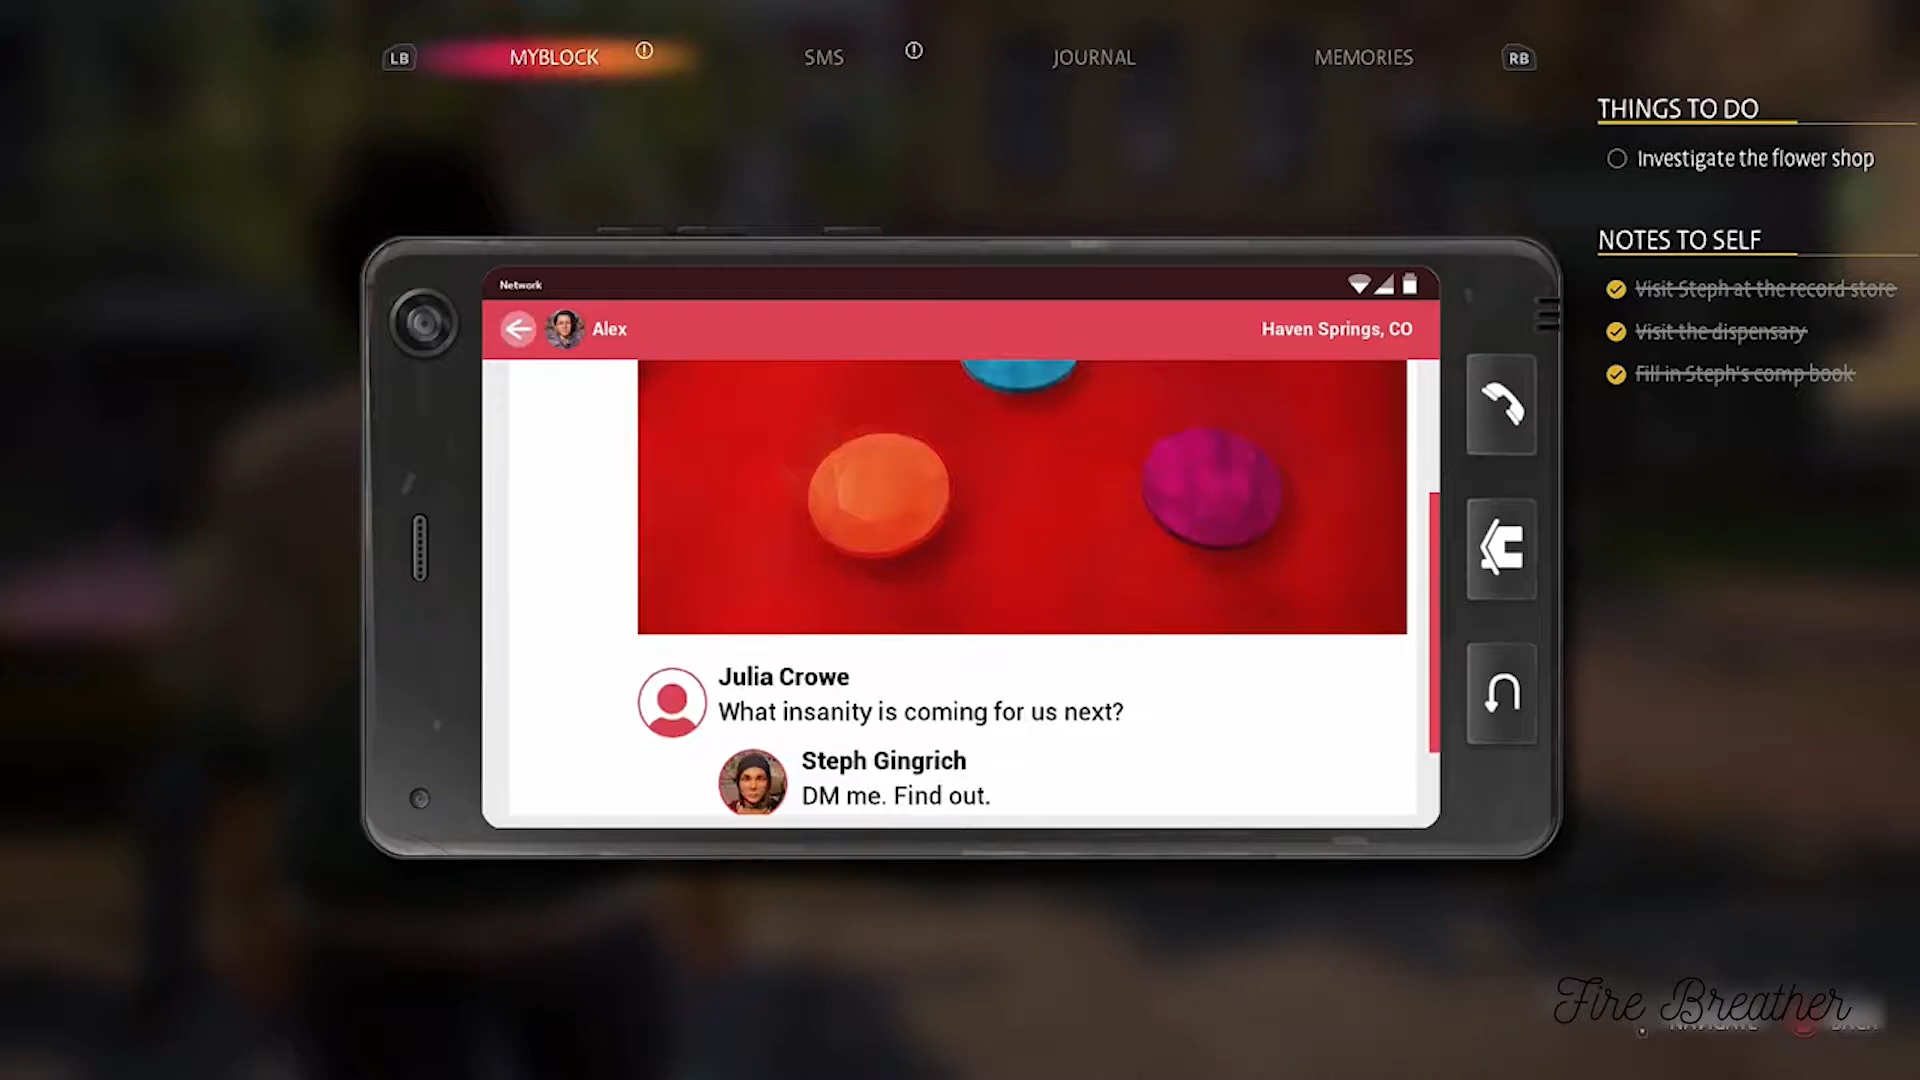 LB
MYBLOCK
SMS
JOURNAL
MEMORIES
RB
THINGS TO DO
Investigate the flower shop
NOTES TO SELF
Visit Steph at the record store
Visit the dispensary
Fill in Steph's comp book
Network
Alex
Haven Springs, CO
Julia Crowe
What insanity is coming for us next?
Steph Gingrich
DM me. Find out.
Fire Breather
NAVIGATE
BACK